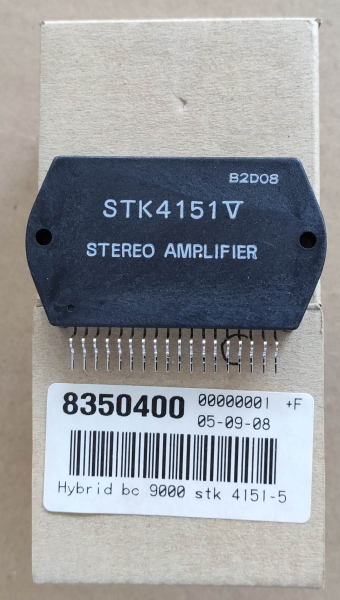 B2D08
STK4151V
STEREO AMPLIFIER
8350400 00000001 +F
05-09-08
Hybrid bc 9000 stk 4151-5